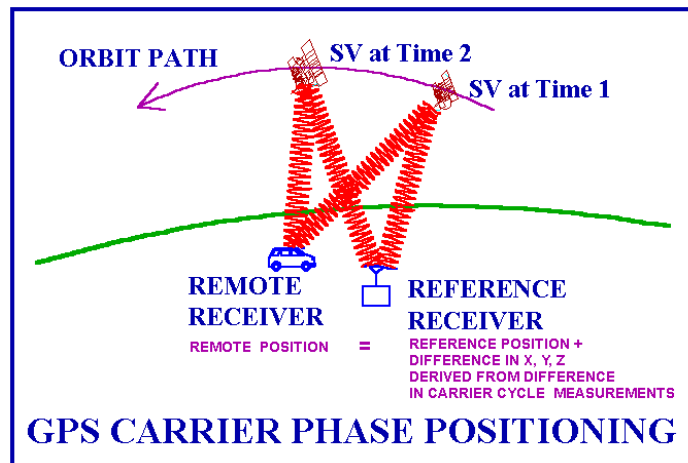 SV at Time 2
ORBIT PATH
SV at Time 1
REMOTE
RECEIVER
REFERENCE
RECEIVER
REMOTE POSITION = REFERENCE POSITION +
DIFFERENCE IN X, Y, Z
DERIVED FROM DIFFERENCE
IN CARRIER CYCLE MEASUREMENTS
GPS CARRIER PHASE POSITIONING